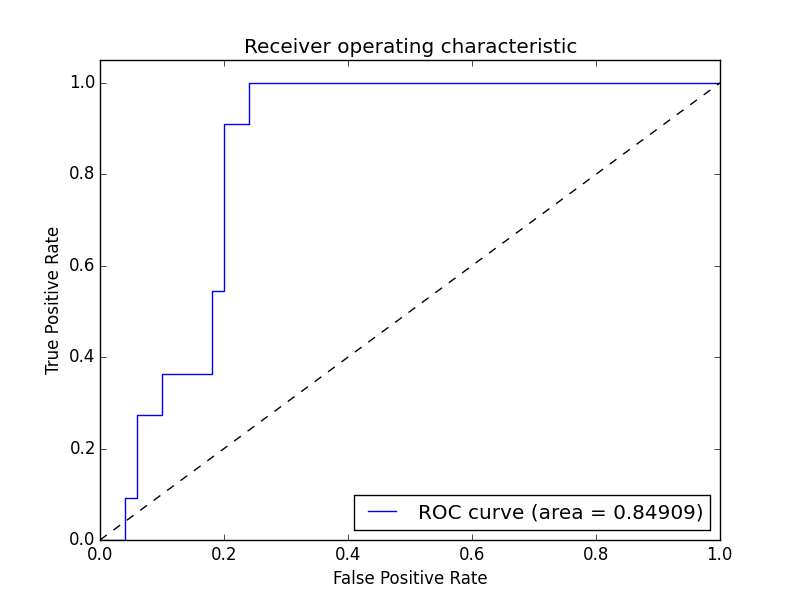 Receiver operating characteristic
1.0
0.8
0.6
0.4
0.2
0.0
True Positive Rate
ROC curve (area = 0.84909)
0.0 0.2 0.4 0.6 0.8 1.0
False Positive Rate